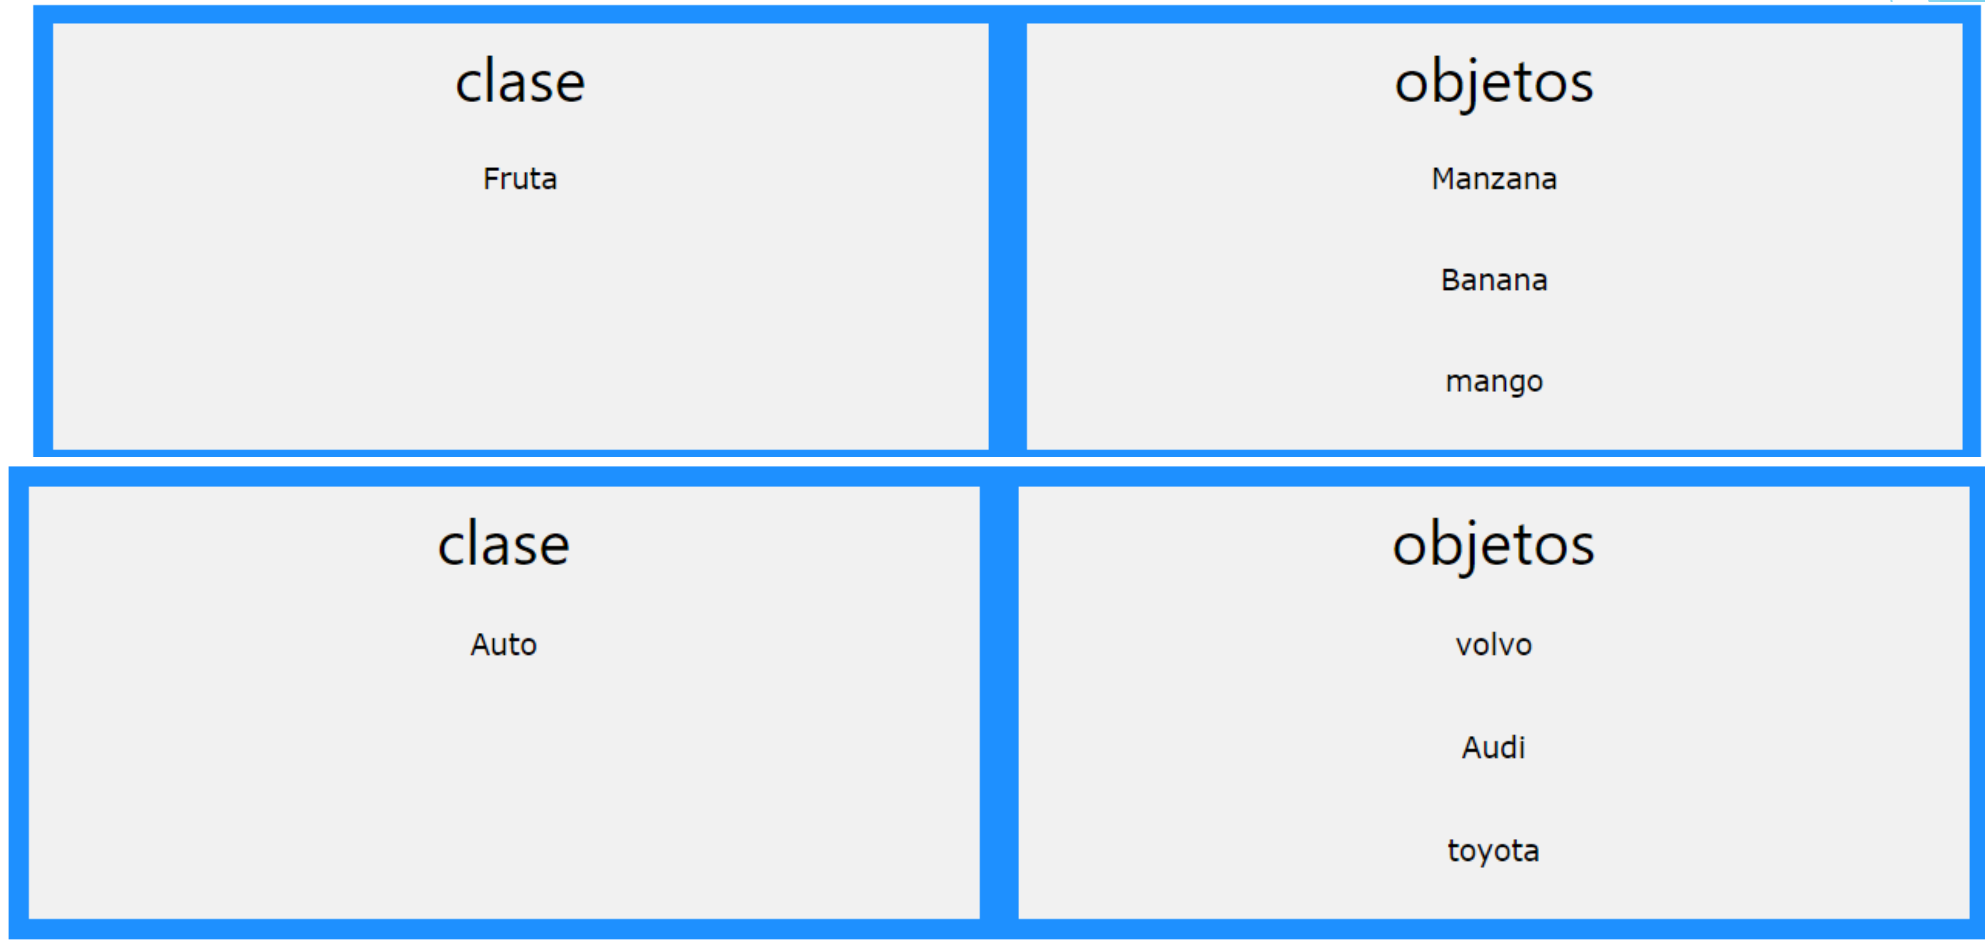 clase
Fruta
objetos
Manzana
Banana
mango
clase
Auto
objetos
volvo
Audi
toyota